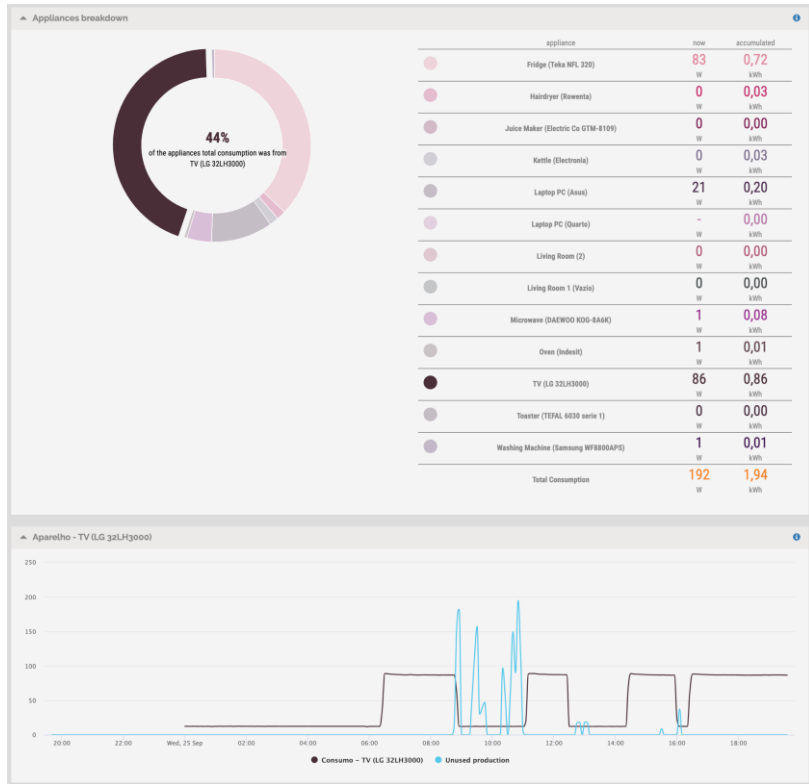 Appliances breakdown
appliance now accumulated
Fridge (Teka NFL 320) 83 W 0,72 kWh
Hairdryer (Rowenta) 0 W 0,03 kWh
Juice Maker (Electric Co GTM-8109) 0 W 0,00 kWh
Kettle (Electronia) 0 W 0,03 kWh
Laptop PC (Asus) 21 W 0,20 kWh
Laptop PC (Quarto) - W 0,00 kWh
Living Room (2) 0 W 0,00 kWh
Living Room 1 (Vazio) 0 W 0,00 kWh
Microwave (DAEWOO KOG-8A6K) 1 W 0,08 kWh
Oven (Indesit) 1 W 0,01 kWh
TV (LG 32LH3000) 86 W 0,86 kWh
Toaster (TEFAL 6030 serie 1) 0 W 0,00 kWh
Washing Machine (Samsung WF8800APS) 1 W 0,01 kWh
Total Consumption 192 W 1,94 kWh
44%
of the appliances total consumption was from
TV (LG 32LH3000)
Aparelho - TV (LG 32LH3000)
250
200
150
100
50
0
20:00 22:00 Wed, 25 Sep 02:00 04:00 06:00 08:00 10:00 12:00 14:00 16:00 18:00
Consumo - TV (LG 32LH3000) Unused production